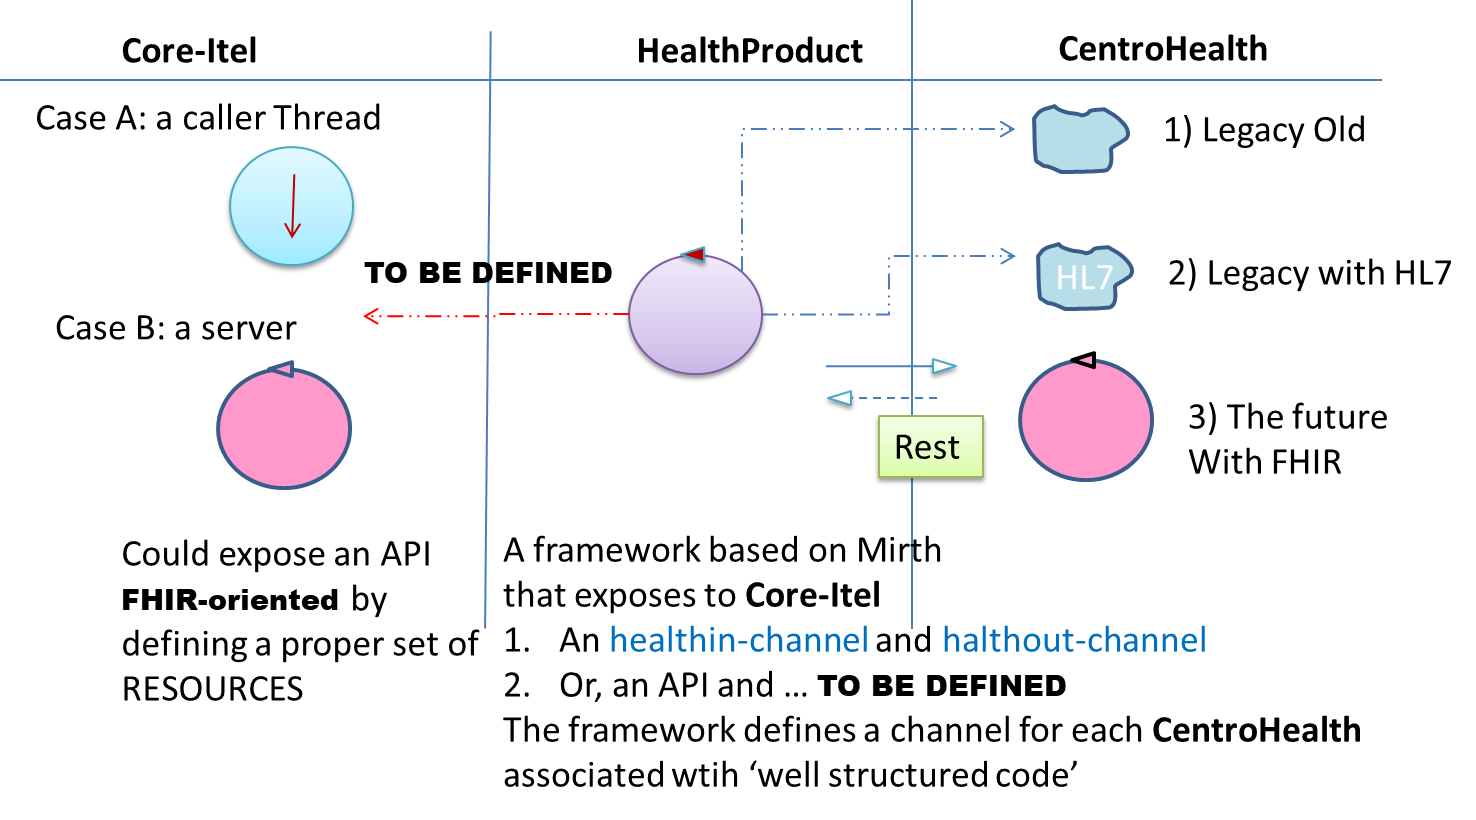 Core-Itel
HealthProduct
CentroHealth
Case A: a caller Thread
1) Legacy Old
TO BE DEFINED
HL7
2) Legacy with HL7
Case B: a server
Rest
3) The future
With FHIR
Could expose an API
FHIR-oriented by
defining a proper set of
RESOURCES
A framework based on Mirth
that exposes to Core-Itel
1. An healthin-channel and halthout-channel
2. Or, an API and ... TO BE DEFINED
The framework defines a channel for each CentroHealth
associated wtih ‘well structured code’